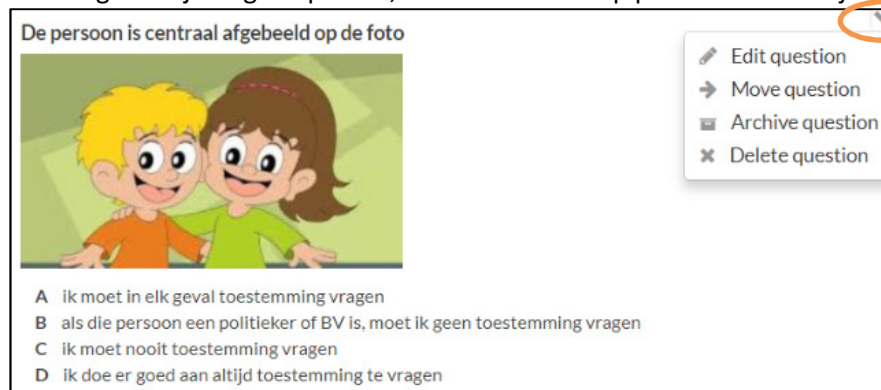 De persoon is centraal afgebeeld op de foto
Edit question
Move question
Archive question
Delete question
A ik moet in elk geval toestemming vragen
B als die persoon een politieker of BV is, moet ik geen toestemming vragen
C ik moet nooit toestemming vragen
D ik doe er goed aan altijd toestemming te vragen